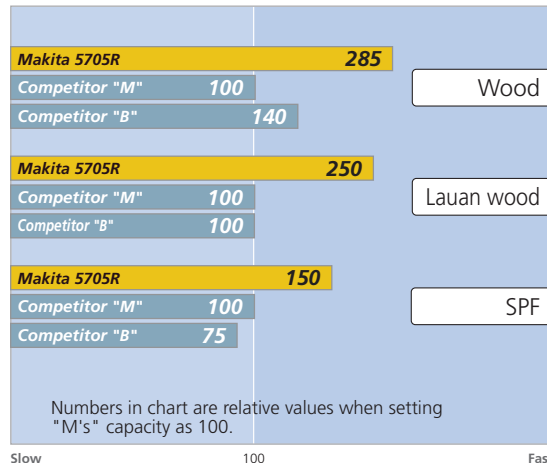 Makita 5705R 285
Competitor "M" 100
Wood
Competitor "B" 140
Makita 5705R 250
Competitor "M" 100
Lauan wood
Competitor "B" 100
Makita 5705R 150
Competitor "M" 100
SPF
Competitor "B" 75
Numbers in chart are relative values when setting
"M's" capacity as 100.
Slow 100 Fas